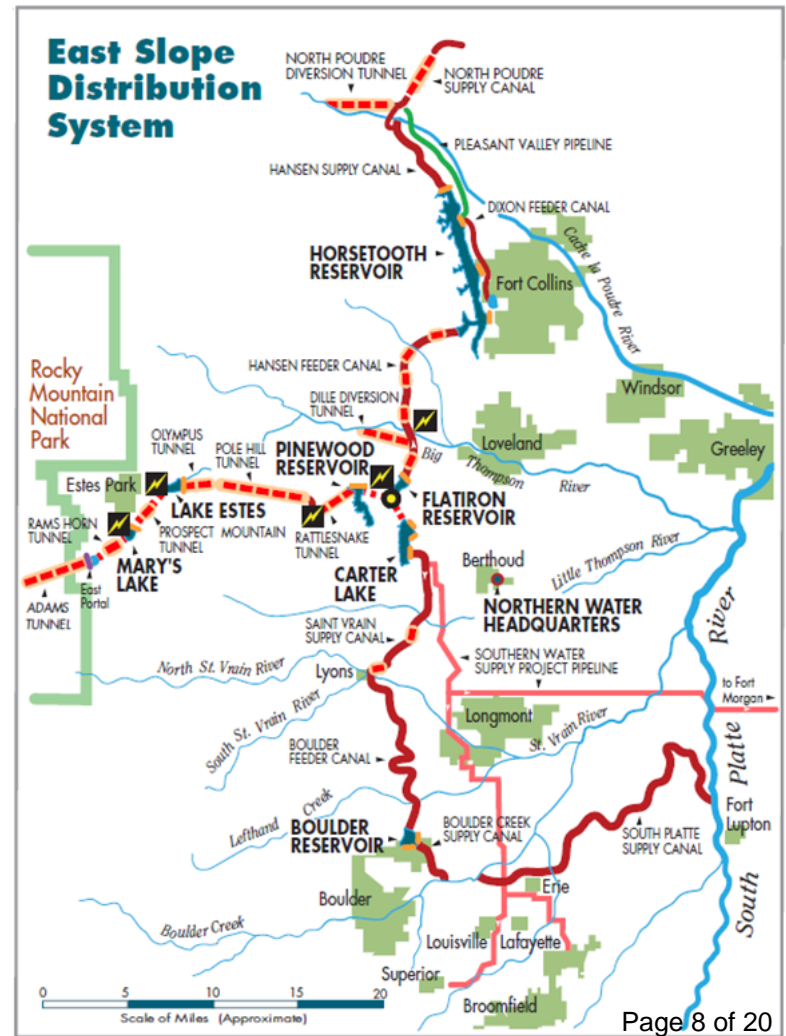 East Slope
Distribution
System
NORTH POUDRE
DIVERSION TUNNEL
NORTH POUDRE
SUPPLY CANAL
PLEASANT VALLEY PIPELINE
HANSEN SUPPLY CANAL
DIXON FEEDER CANAL
HORSETOOTH
RESERVOIR
Fort Collins
Cache la Poudre River
HANSEN FEEDER CANAL
Windsor
Rocky
Mountain
National
Park
DILLE DIVERSION
TUNNEL
Loveland
Greeley
OLYMPUS
TUNNEL
POLE HILL
TUNNEL
PINEWOOD
RESERVOIR
Big Thompson River
Estes Park
LAKE ESTES
FLATIRON
RESERVOIR
RAMS HORN
TUNNEL
PROSPECT MOUNTAIN
TUNNEL
RATTLESNAKE
TUNNEL
MARY'S
LAKE
East
Portal
ADAMS
TUNNEL
CARTER
LAKE
Berthoud
Little Thompson River
NORTHERN WATER
HEADQUARTERS
SAINT VRAIN
SUPPLY CANAL
North St. Vrain River
Lyons
SOUTHERN WATER
SUPPLY PROJECT PIPELINE
to Fort
Morgan
South St. Vrain River
Longmont
St. Vrain River
South Platte River
BOULDER
FEEDER CANAL
Lefthand Creek
BOULDER
RESERVOIR
BOULDER CREEK
SUPPLY CANAL
SOUTH PLATTE
SUPPLY CANAL
Fort
Lupton
Boulder
Erie
Boulder Creek
Louisville
Lafayette
Superior
Broomfield
0 5 10 15 20
Scale of Miles (Approximate)
Page 8 of 20